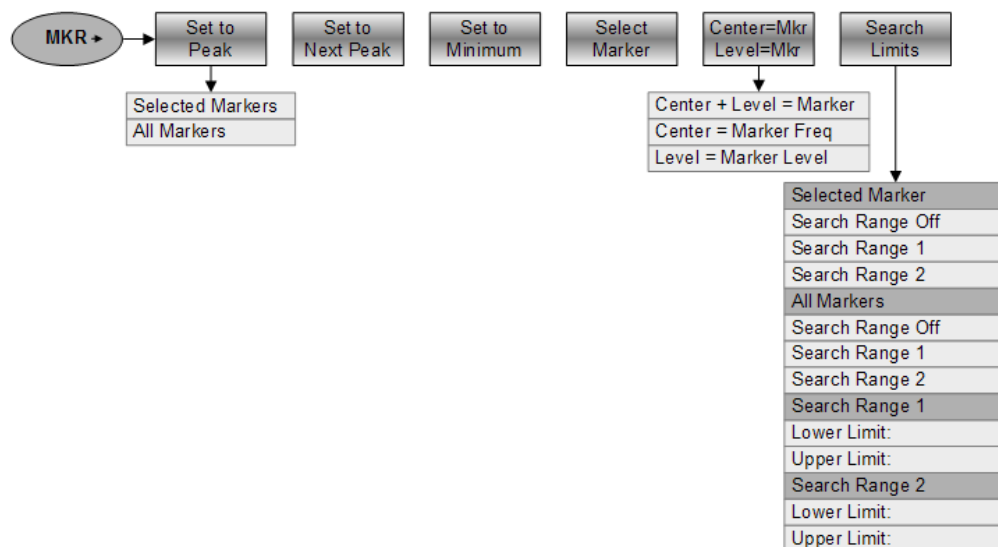 MKR →
Set to
Peak
Set to
Next Peak
Set to
Minimum
Select
Marker
Center=Mkr
Level=Mkr
Search
Limits
Selected Markers
All Markers
Center + Level = Marker
Center = Marker Freq
Level = Marker Level
Selected Marker
Search Range Off
Search Range 1
Search Range 2
All Markers
Search Range Off
Search Range 1
Search Range 2
Search Range 1
Lower Limit:
Upper Limit:
Search Range 2
Lower Limit:
Upper Limit: